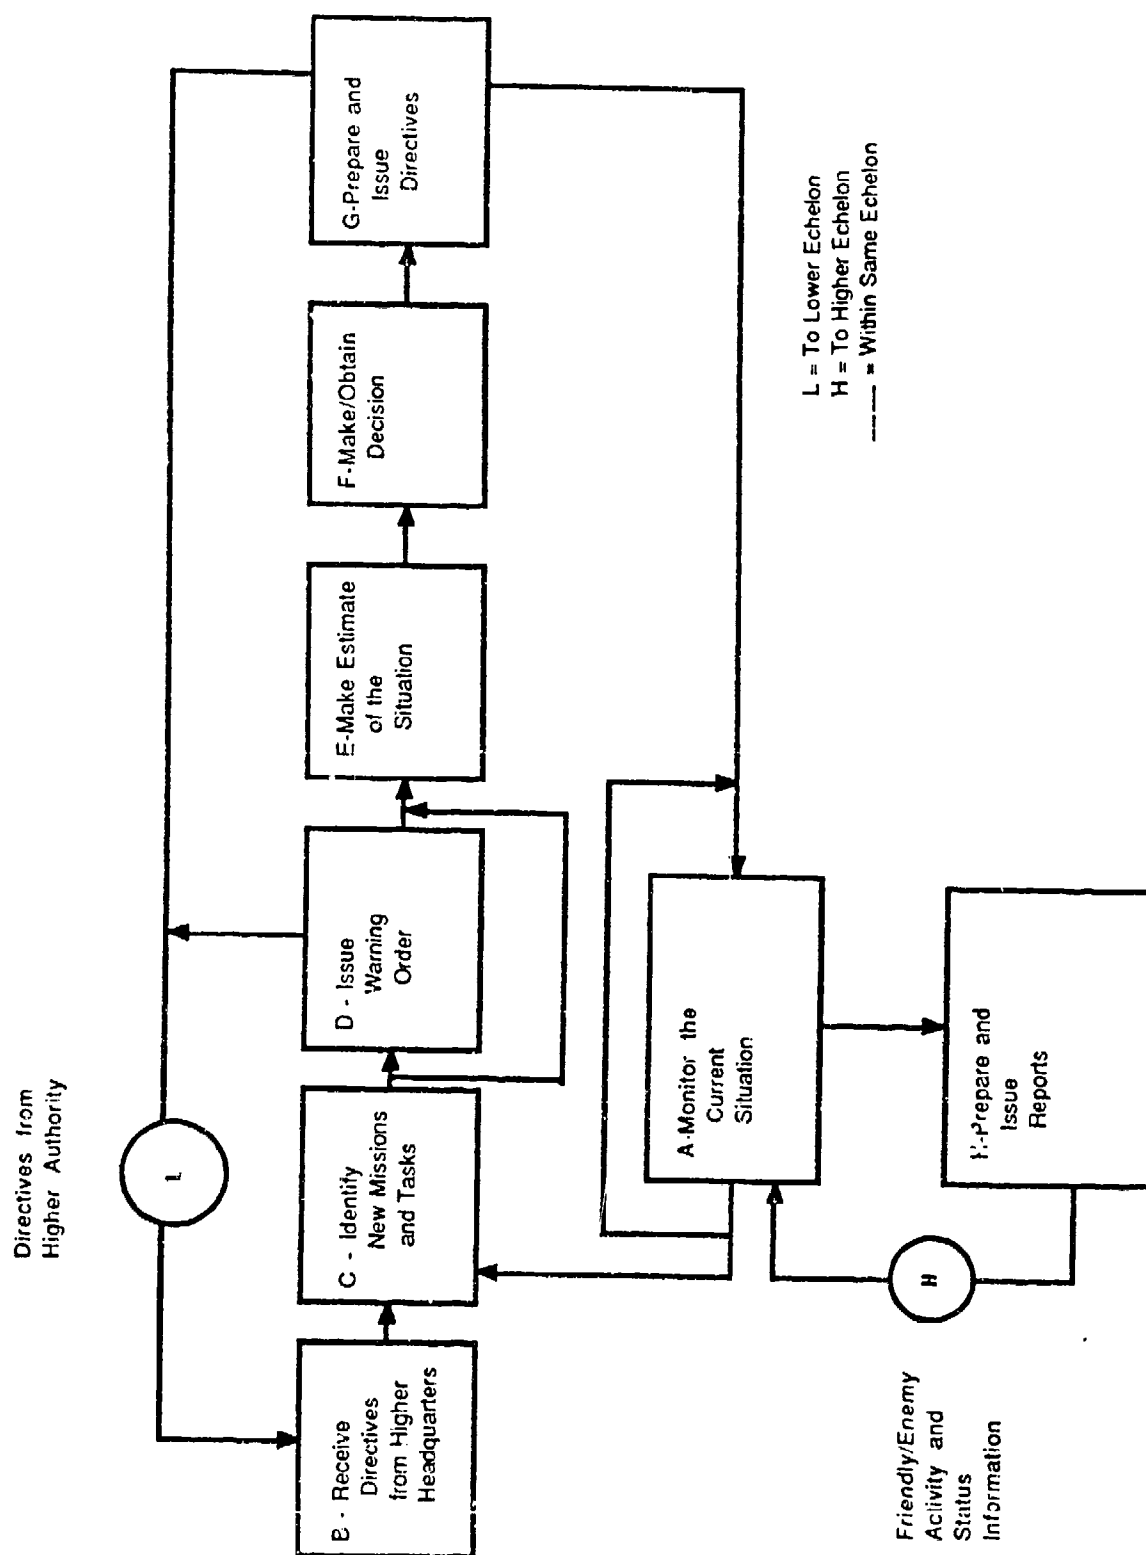 Directives from
Higher Authority
L
B - Receive
Directives
from Higher
Headquarters
C - Identify
New Missions
and Tasks
D - Issue
Warning
Order
E-Make Estimate
of the
Situation
F-Make/Obtain
Decision
G-Prepare and
Issue
Directives
A-Monitor the
Current
Situation
H-Prepare and
Issue
Reports
H
Friendly/Enemy
Activity and
Status
Information
L = To Lower Echelon
H = To Higher Echelon
——— = Within Same Echelon